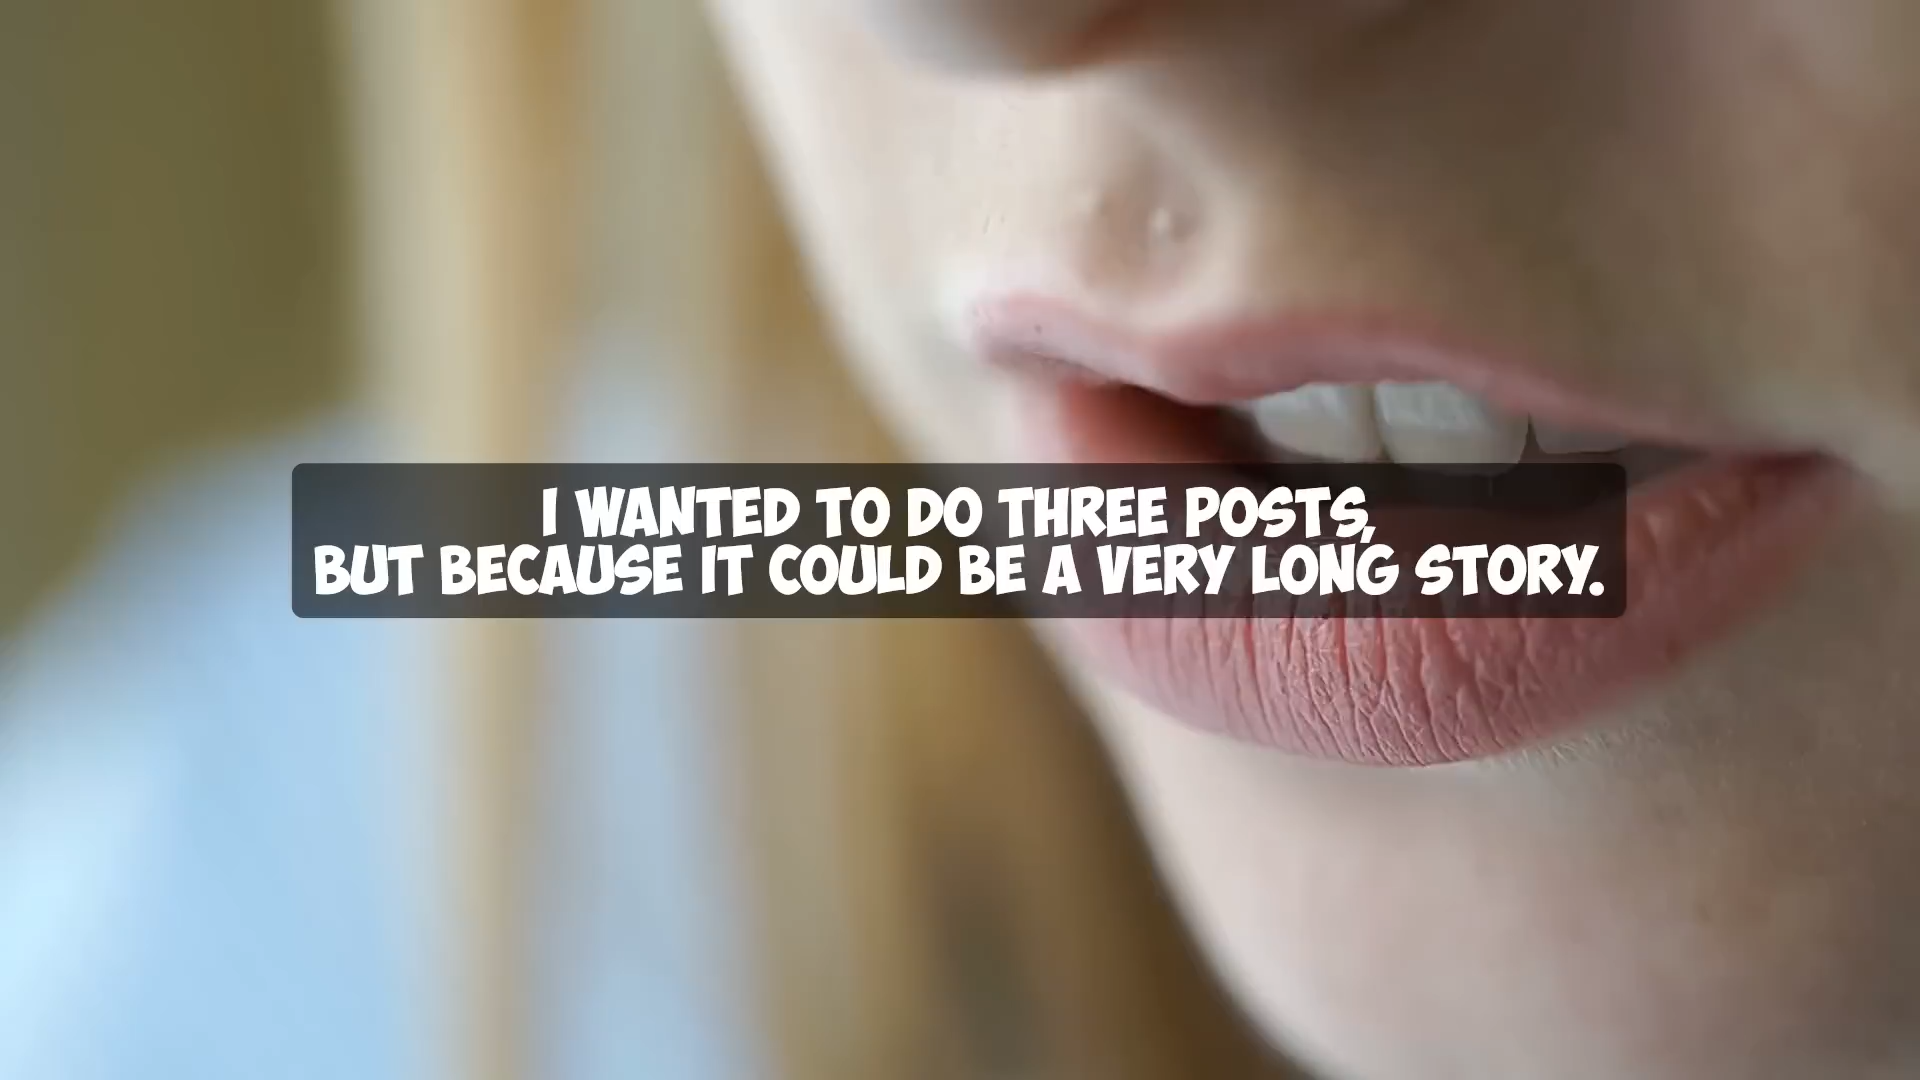 I WANTED TO DO THREE POSTS,
BUT BECAUSE IT COULD BE A VERY LONG STORY.